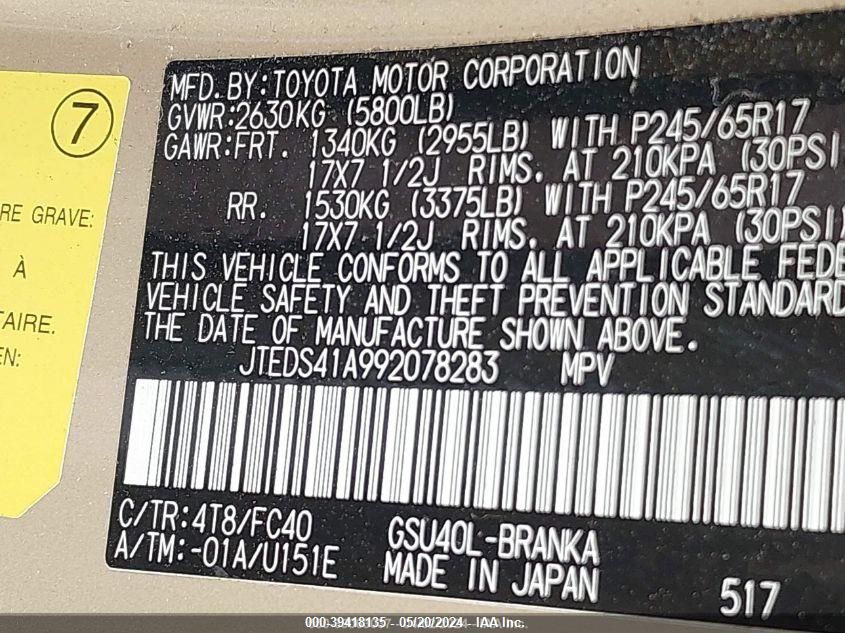 7
RE GRAVE:
À
TAIRE.
EN:
MFD. BY: TOYOTA MOTOR CORPORATION
GVWR:2630KG (5800LB)
GAWR:FRT. 1340KG (2955LB) WITH P245/65R17
17X7 1/2J RIMS. AT 210KPA (30PSI
RR. 1530KG (3375LB) WITH P245/65R17
17X7 1/2J RIMS. AT 210KPA (30PSI)
THIS VEHICLE CONFORMS TO ALL APPLICABLE FEDE
VEHICLE SAFETY AND THEFT PREVENTION STANDARD
THE DATE OF MANUFACTURE SHOWN ABOVE.
JTEDS41A992078283 MPV
C/TR:4T8/FC40 GSU40L-BRANKA
A/TM:-01A/U151E MADE IN JAPAN 517
000-39418135 - 05/20/2024 - IAA Inc.